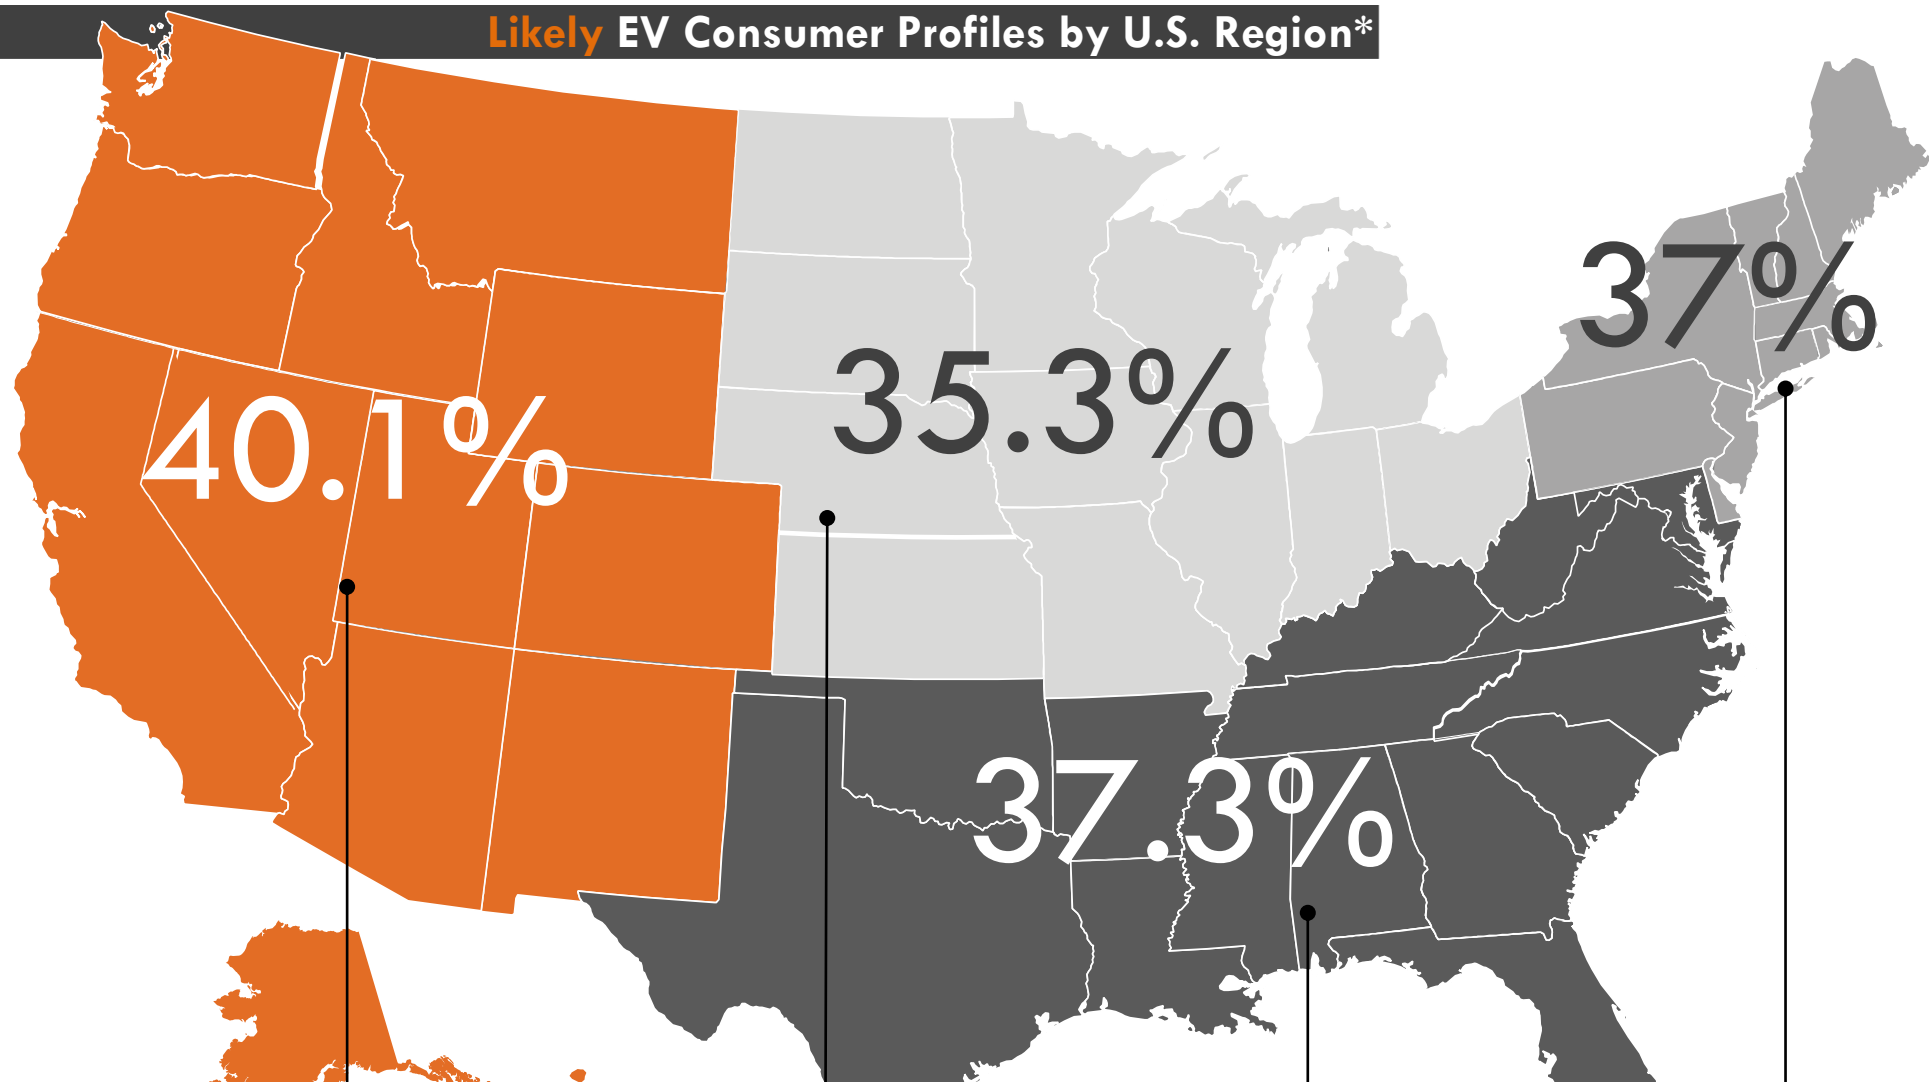 Likely EV Consumer Profiles by U.S. Region*
37%
35.3%
40.1%
37.3%